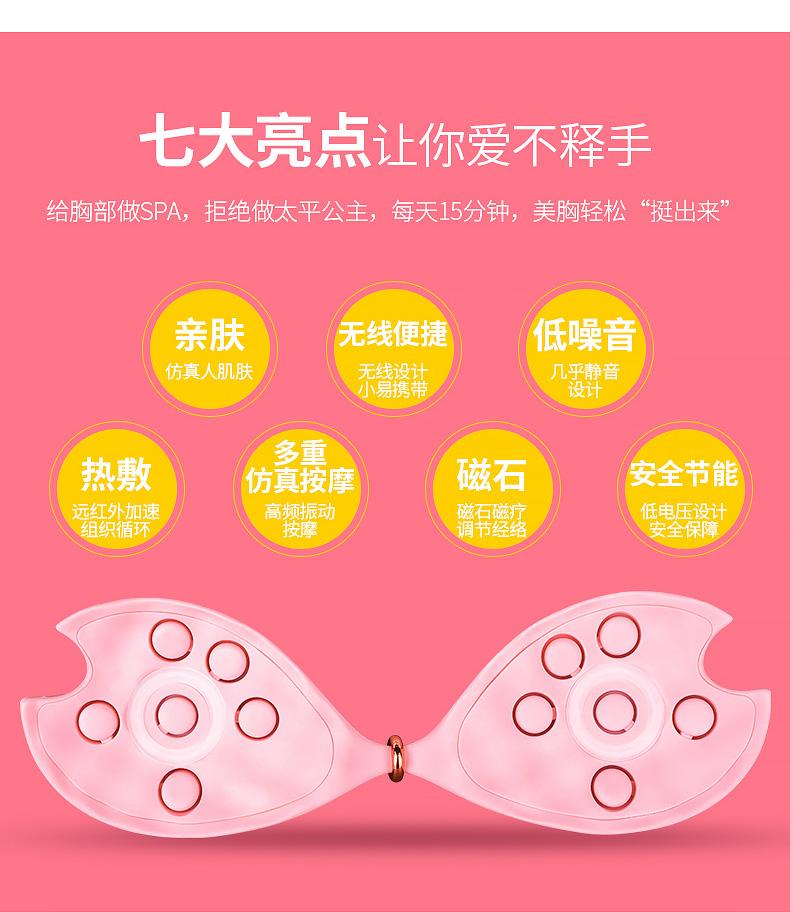 七大亮点让你爱不释手
给胸部做SPA，拒绝做太平公主，每天15分钟，美胸轻松“挺出来”
亲肤
仿真人肌肤
无线便捷
无线设计
小易携带
低噪音
几乎静音
设计
热敷
远红外加速
组织循环
多重
仿真按摩
高频振动
按摩
磁石
磁石磁疗
调节经络
安全节能
低电压设计
安全保障